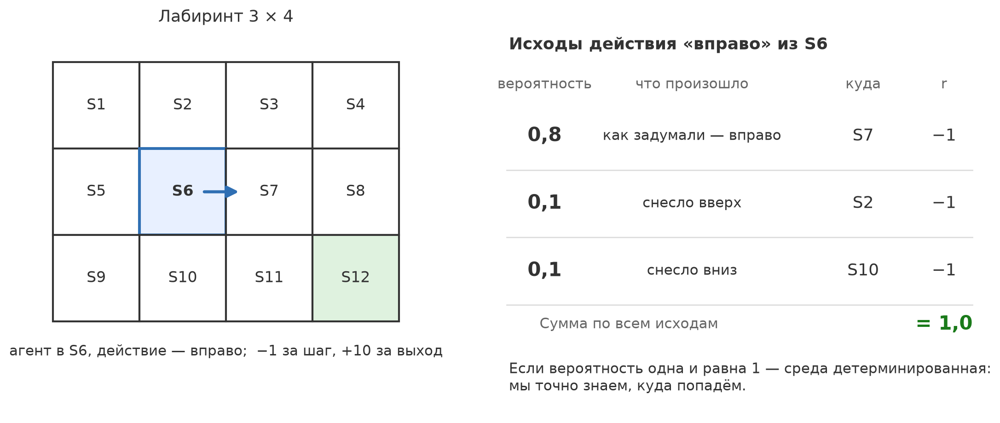 Лабиринт 3 × 4
S1 S2 S3 S4
S5 S6 S7 S8
S9 S10 S11 S12
агент в S6, действие — вправо; −1 за шаг, +10 за выход
Исходы действия «вправо» из S6
вероятность что произошло куда r
0,8 как задумали — вправо S7 −1
0,1 снесло вверх S2 −1
0,1 снесло вниз S10 −1
Сумма по всем исходам = 1,0
Если вероятность одна и равна 1 — среда детерминированная:
мы точно знаем, куда попадём.